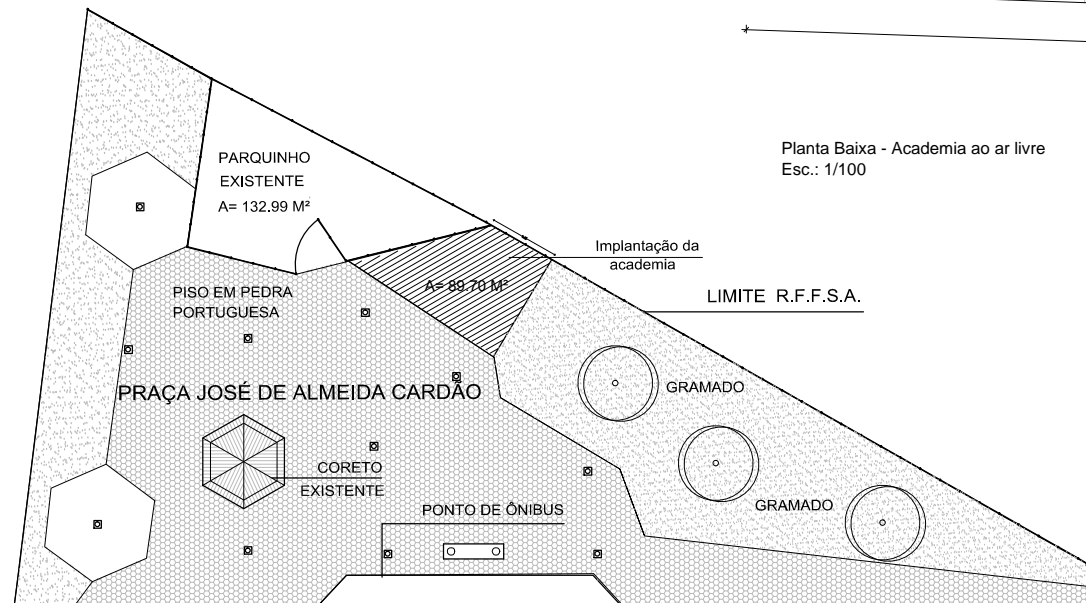 Planta Baixa - Academia ao ar livre
Esc.: 1/100
PARQUINHO
EXISTENTE
A= 132.99 M²
Implantação da
academia
A= 89.70 M²
LIMITE R.F.F.S.A.
PISO EM PEDRA
PORTUGUESA
PRAÇA JOSÉ DE ALMEIDA CARDÃO
GRAMADO
CORETO
EXISTENTE
GRAMADO
PONTO DE ÔNIBUS